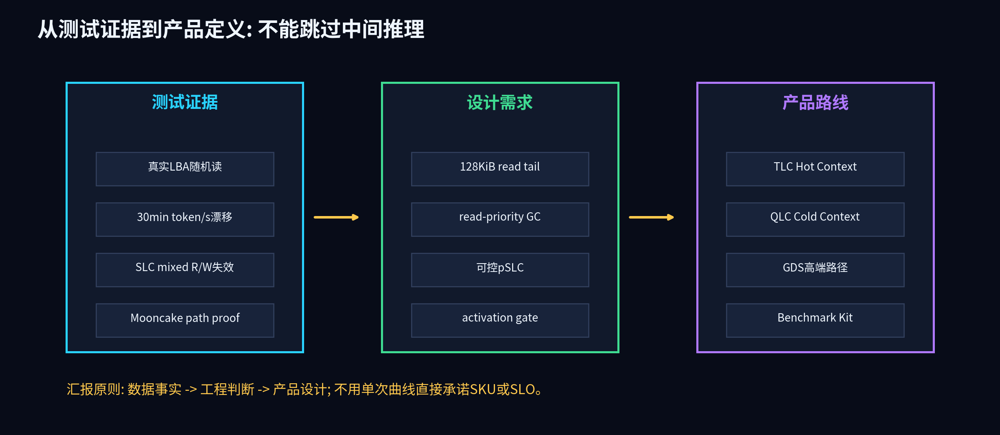 从测试证据到产品定义: 不能跳过中间推理
测试证据
真实LBA随机读
30min token/s漂移
SLC mixed R/W失效
Mooncake path proof
设计需求
128KiB read tail
read-priority GC
可控pSLC
activation gate
产品路线
TLC Hot Context
QLC Cold Context
GDS高端路径
Benchmark Kit
汇报原则: 数据事实 -> 工程判断 -> 产品设计; 不用单次曲线直接承诺SKU或SLO。